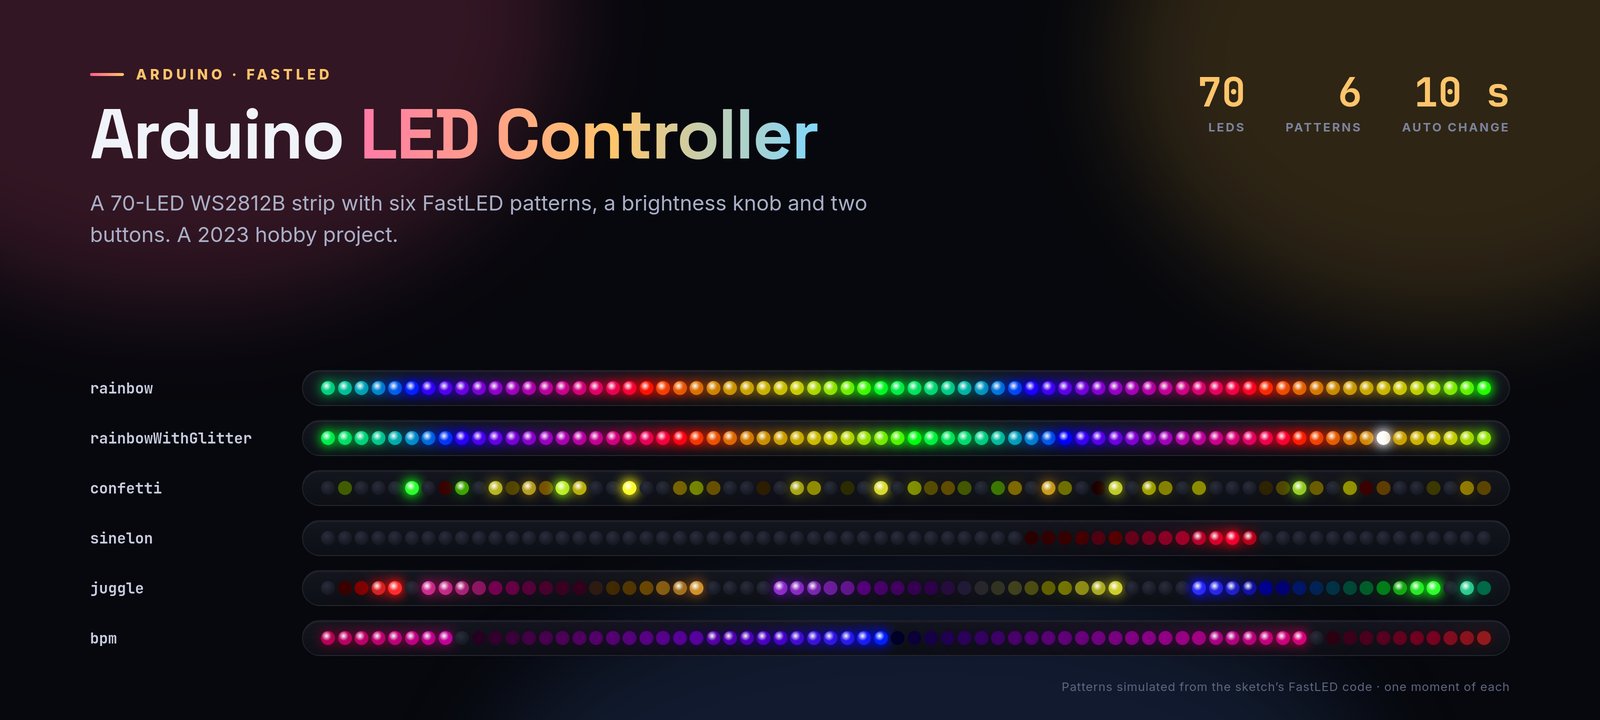 ARDUINO · FASTLED
Arduino LED Controller
A 70-LED WS2812B strip with six FastLED patterns, a brightness knob and two
buttons. A 2023 hobby project.
70 6 10 s
LEDS PATTERNS AUTO CHANGE
rainbow
rainbowWithGlitter
confetti
sinelon
juggle
bpm
Patterns simulated from the sketch's FastLED code · one moment of each